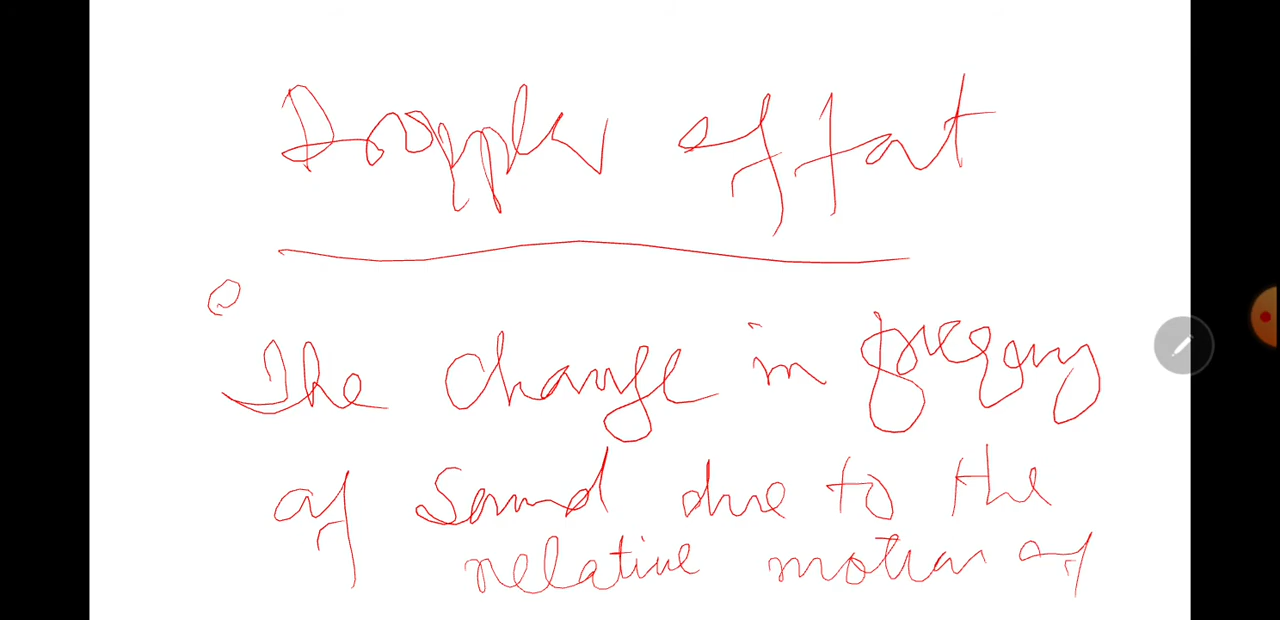 Doppler effect
The change in frequency
of sound due to the
relative motion of